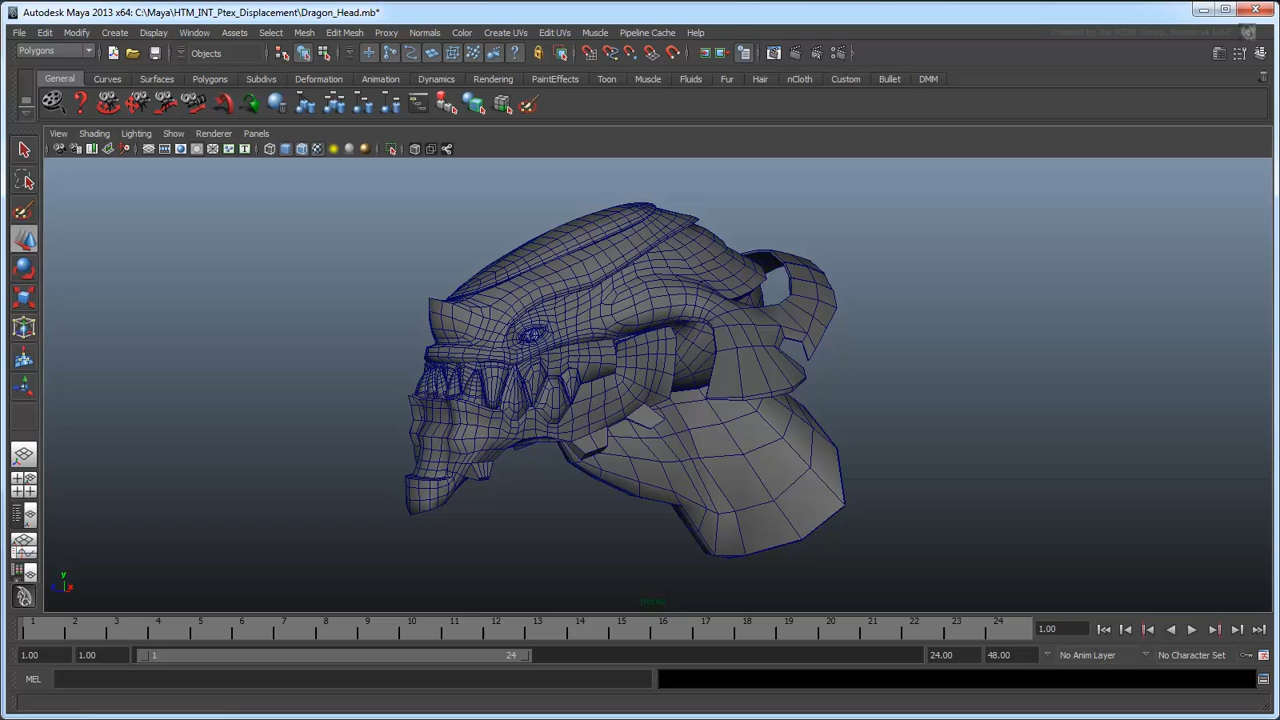 Autodesk Maya 2013 x64: C:\Maya\HTM_INT_Ptex_Displacement\Dragon_Head.mb*
File Edit Modify Create Display Window Assets Select Mesh Edit Mesh Proxy Normals Color Create UVs Edit UVs Muscle Pipeline Cache Help
Polygons Objects
General Curves Surfaces Polygons Subdivs Deformation Animation Dynamics Rendering PaintEffects Toon Muscle Fluids Fur Hair nCloth Custom Bullet DMM
View Shading Lighting Show Renderer Panels
y
1 2 3 4 5 6 7 8 9 10 11 12 13 14 15 16 17 18 19 20 21 22 23 24 1.00
1.00 1.00 1 24 24.00 48.00 No Anim Layer No Character Set
MEL